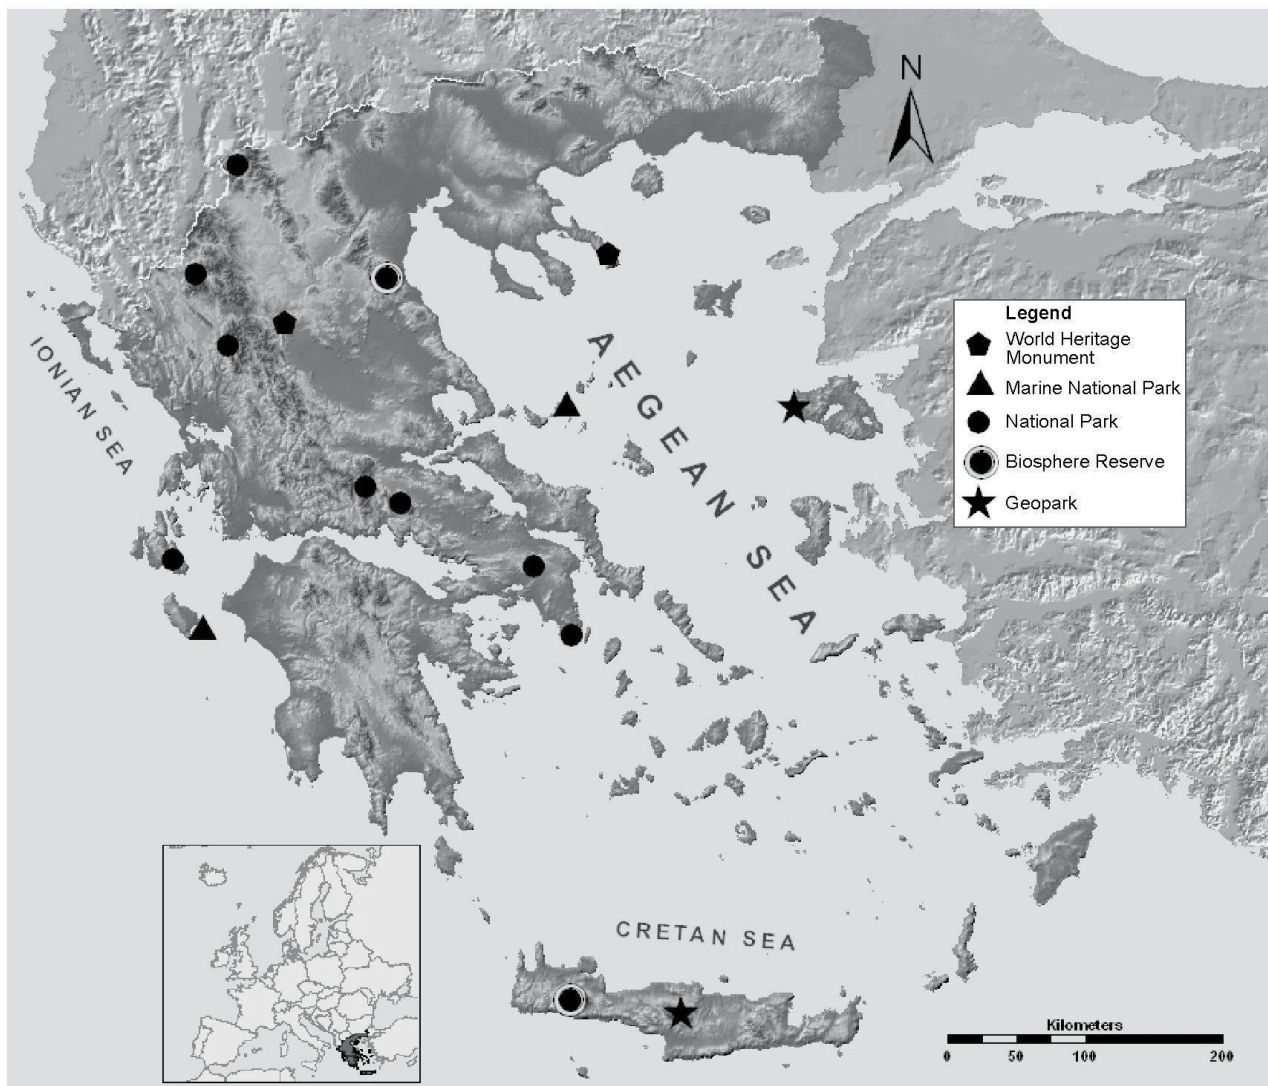 N
Legend
World Heritage
Monument
Marine National Park
National Park
Biosphere Reserve
Geopark
IONIAN SEA
AEGEAN SEA
CRETAN SEA
Kilometers
0 50 100 200